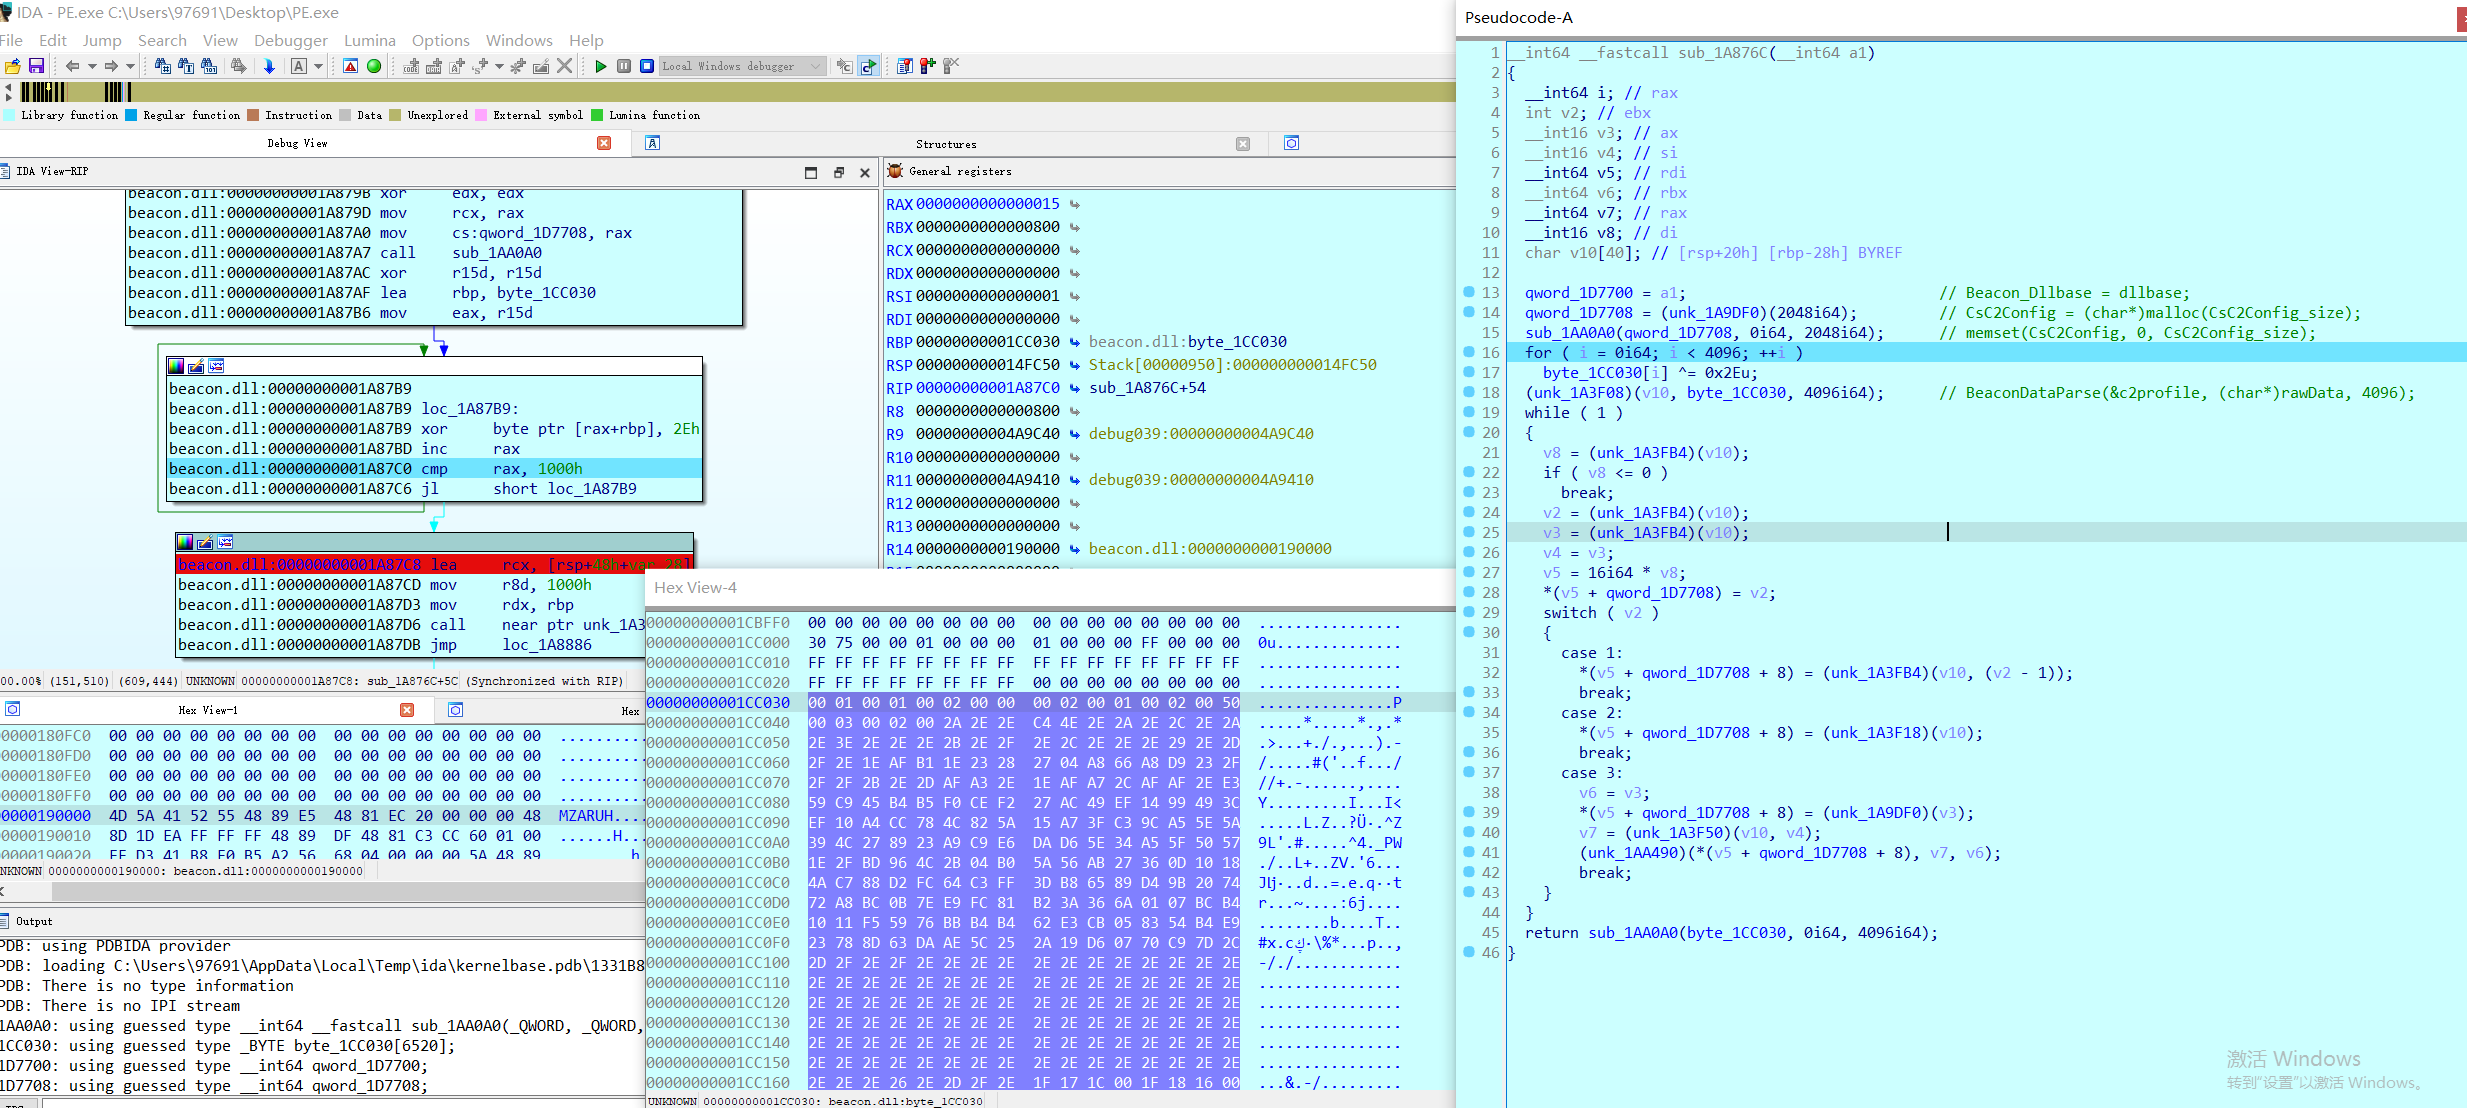 IDA - PE.exe C:\Users\97691\Desktop\PE.exe
File Edit Jump Search View Debugger Lumina Options Windows Help
Local Windows debugger
Library function Regular function Instruction Data Unexplored External symbol Lumina function
Debug View
Structures
IDA View-RIP
beacon.dll:00000000001A879B xor edx, edx
beacon.dll:00000000001A879D mov rcx, rax
beacon.dll:00000000001A87A0 mov cs:qword_1D7708, rax
beacon.dll:00000000001A87A7 call sub_1AA0A0
beacon.dll:00000000001A87AC xor r15d, r15d
beacon.dll:00000000001A87AF lea rbp, byte_1CC030
beacon.dll:00000000001A87B6 mov eax, r15d
beacon.dll:00000000001A87B9
beacon.dll:00000000001A87B9 loc_1A87B9:
beacon.dll:00000000001A87B9 xor byte ptr [rax+rbp], 2Eh
beacon.dll:00000000001A87BD inc rax
beacon.dll:00000000001A87C0 cmp rax, 1000h
beacon.dll:00000000001A87C6 jl short loc_1A87B9
beacon.dll:00000000001A87C8 lea rcx, [rsp+48h+var_28]
beacon.dll:00000000001A87CD mov r8d, 1000h
beacon.dll:00000000001A87D3 mov rdx, rbp
beacon.dll:00000000001A87D6 call near ptr unk_1A3
beacon.dll:00000000001A87DB jmp loc_1A8886
00.00% (151,510) (609,444) UNKNOWN 00000000001A87C8: sub_1A876C+5C (Synchronized with RIP)
General registers
RAX 0000000000000015
RBX 0000000000000800
RCX 0000000000000000
RDX 0000000000000000
RSI 0000000000000001
RDI 0000000000000000
RBP 00000000001CC030 beacon.dll:byte_1CC030
RSP 000000000014FC50 Stack[00000950]:000000000014FC50
RIP 00000000001A87C0 sub_1A876C+54
R8 0000000000000800
R9 00000000004A9C40 debug039:00000000004A9C40
R10 0000000000000000
R11 00000000004A9410 debug039:00000000004A9410
R12 0000000000000000
R13 0000000000000000
R14 0000000000190000 beacon.dll:0000000000190000
Hex View-1
Hex
0000180FC0 00 00 00 00 00 00 00 00 00 00 00 00 00 00 00 00 ..........
0000180FD0 00 00 00 00 00 00 00 00 00 00 00 00 00 00 00 00 ..........
0000180FE0 00 00 00 00 00 00 00 00 00 00 00 00 00 00 00 00 ..........
0000180FF0 00 00 00 00 00 00 00 00 00 00 00 00 00 00 00 00 ..........
0000190000 4D 5A 41 52 55 48 89 E5 48 81 EC 20 00 00 00 48 MZARUH....
0000190010 8D 1D EA FF FF FF 48 89 DF 48 81 C3 CC 60 01 00 ......H...
0000190020 FF D3 41 B8 F0 B5 A2 56 68 04 00 00 00 5A 48 89
NKNOWN 0000000000190000: beacon.dll:0000000000190000
Output
PDB: using PDBIDA provider
PDB: loading C:\Users\97691\AppData\Local\Temp\ida\kernelbase.pdb\1331B8
PDB: There is no type information
PDB: There is no IPI stream
1AA0A0: using guessed type __int64 __fastcall sub_1AA0A0(_QWORD, _QWORD,
1CC030: using guessed type _BYTE byte_1CC030[6520];
1D7700: using guessed type __int64 qword_1D7700;
1D7708: using guessed type __int64 qword_1D7708;
Hex View-4
00000000001CBFF0 00 00 00 00 00 00 00 00 00 00 00 00 00 00 00 00 ................
00000000001CC000 30 75 00 00 01 00 00 00 01 00 00 00 FF 00 00 00 0u..............
00000000001CC010 FF FF FF FF FF FF FF FF FF FF FF FF FF FF FF FF ................
00000000001CC020 FF FF FF FF FF FF FF FF 00 00 00 00 00 00 00 00 ................
00000000001CC030 00 01 00 01 00 02 00 00 00 02 00 01 00 02 00 50 ...............P
00000000001CC040 00 03 00 02 00 2A 2E 2E C4 4E 2E 2A 2E 2C 2E 2A .....*.....*.,.*
00000000001CC050 2E 3E 2E 2E 2E 2B 2E 2F 2E 2C 2E 2E 2E 29 2E 2D .>...+./.,...).-
00000000001CC060 2F 2E 1E AF B1 1E 23 28 27 04 A8 66 A8 D9 23 2F /.....#('..f.../
00000000001CC070 2F 2F 2B 2E 2D AF A3 2E 1E AF A7 2C AF AF 2E E3 //+.-......,....
00000000001CC080 59 C9 45 B4 B5 F0 CE F2 27 AC 49 EF 14 99 49 3C Y.........I...I<
00000000001CC090 EF 10 A4 CC 78 4C 82 5A 15 A7 3F C3 9C A5 5E 5A
00000000001CC0A0 39 4C 27 89 23 A9 C9 E6 DA D6 5E 34 A5 5F 50 57 9L'.#.....^4._PW
00000000001CC0B0 1E 2F BD 96 4C 2B 04 B0 5A 56 AB 27 36 0D 10 18 ./..L+..ZV.'6...
00000000001CC0C0 4A C7 88 D2 FC 64 C3 FF 3D B8 65 89 D4 9B 20 74
00000000001CC0D0 72 A8 BC 0B 7E E9 FC 81 B2 3A 36 6A 01 07 BC B4 r...~....:6j....
00000000001CC0E0 10 11 F5 59 76 BB B4 B4 62 E3 CB 05 83 54 B4 E9
00000000001CC0F0 23 78 8D 63 DA AE 5C 25 2A 19 D6 07 70 C9 7D 2C
00000000001CC100 2D 2F 2E 2F 2E 2E 2E 2E 2E 2E 2E 2E 2E 2E 2E 2E -/./............
00000000001CC110 2E 2E 2E 2E 2E 2E 2E 2E 2E 2E 2E 2E 2E 2E 2E 2E ................
00000000001CC120 2E 2E 2E 2E 2E 2E 2E 2E 2E 2E 2E 2E 2E 2E 2E 2E ................
00000000001CC130 2E 2E 2E 2E 2E 2E 2E 2E 2E 2E 2E 2E 2E 2E 2E 2E ................
00000000001CC140 2E 2E 2E 2E 2E 2E 2E 2E 2E 2E 2E 2E 2E 2E 2E 2E ................
00000000001CC150 2E 2E 2E 2E 2E 2E 2E 2E 2E 2E 2E 2E 2E 2E 2E 2E ................
00000000001CC160 2E 2E 2E 26 2E 2D 2F 2E 1F 17 1C 00 1F 18 16 00 ...&.-/.........
UNKNOWN 00000000001CC030: beacon.dll:byte_1CC030
Pseudocode-A
1 __int64 __fastcall sub_1A876C(__int64 a1)
2 {
3 __int64 i; // rax
4 int v2; // ebx
5 __int16 v3; // ax
6 __int16 v4; // si
7 __int64 v5; // rdi
8 __int64 v6; // rbx
9 __int64 v7; // rax
10 __int16 v8; // di
11 char v10[40]; // [rsp+20h] [rbp-28h] BYREF
12
13 qword_1D7700 = a1; // Beacon_Dllbase = dllbase;
14 qword_1D7708 = (unk_1A9DF0)(2048i64); // CsC2Config = (char*)malloc(CsC2Config_size);
15 sub_1AA0A0(qword_1D7708, 0i64, 2048i64); // memset(CsC2Config, 0, CsC2Config_size);
16 for ( i = 0i64; i < 4096; ++i )
17 byte_1CC030[i] ^= 0x2Eu;
18 (unk_1A3F08)(v10, byte_1CC030, 4096i64); // BeaconDataParse(&c2profile, (char*)rawData, 4096);
19 while ( 1 )
20 {
21 v8 = (unk_1A3FB4)(v10);
22 if ( v8 <= 0 )
23 break;
24 v2 = (unk_1A3FB4)(v10);
25 v3 = (unk_1A3FB4)(v10);
26 v4 = v3;
27 v5 = 16i64 * v8;
28 *(v5 + qword_1D7708) = v2;
29 switch ( v2 )
30 {
31 case 1:
32 *(v5 + qword_1D7708 + 8) = (unk_1A3FB4)(v10, (v2 - 1));
33 break;
34 case 2:
35 *(v5 + qword_1D7708 + 8) = (unk_1A3F18)(v10);
36 break;
37 case 3:
38 v6 = v3;
39 *(v5 + qword_1D7708 + 8) = (unk_1A9DF0)(v3);
40 v7 = (unk_1A3F50)(v10, v4);
41 (unk_1AA490)(*(v5 + qword_1D7708 + 8), v7, v6);
42 break;
43 }
44 }
45 return sub_1AA0A0(byte_1CC030, 0i64, 4096i64);
46 }
激活 Windows
转到“设置”以激活 Windows。